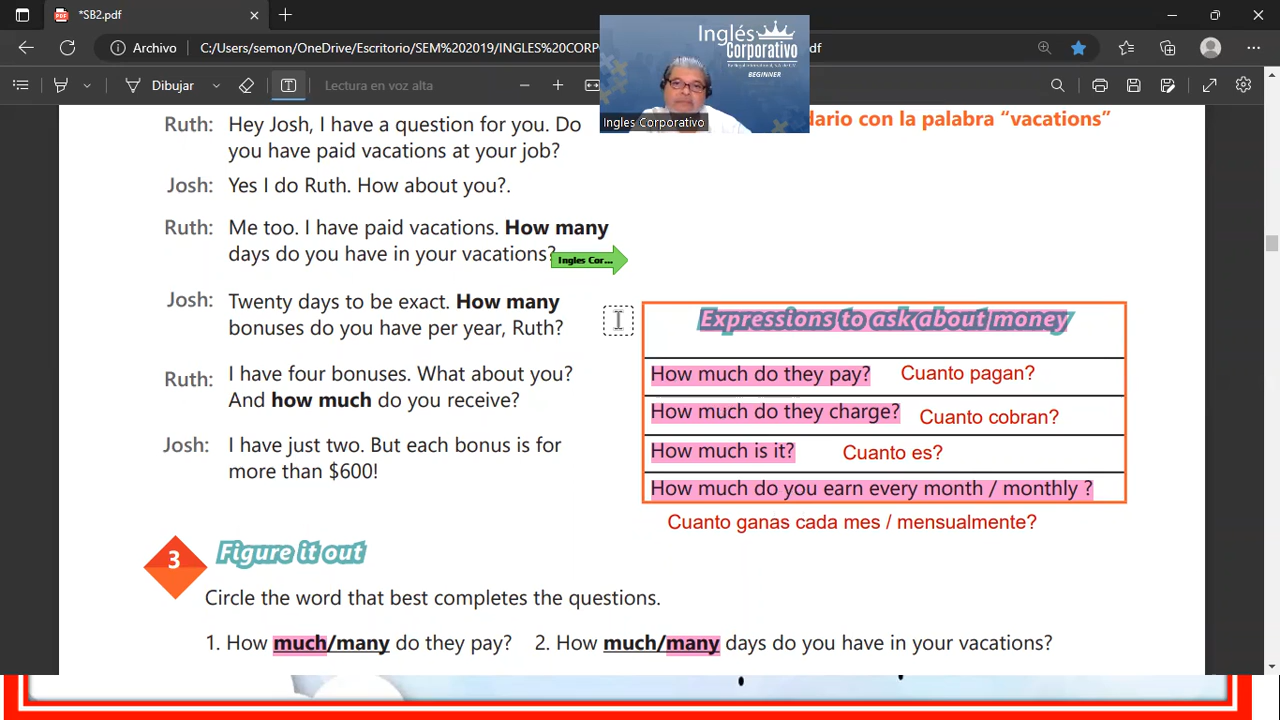 *SB2.pdf
Archivo
C:/Users/semon/OneDrive/Escritorio/SEM%202019/INGLES%20CORP
df
Dibujar
Lectura en voz alta
Inglés
Corporativo
BEGINNER
Ingles Corporativo
dario con la palabra “vacations”
Ruth: Hey Josh, I have a question for you. Do
you have paid vacations at your job?
Josh: Yes I do Ruth. How about you?.
Ruth: Me too. I have paid vacations. How many
days do you have in your vacations?
Ingles Cor...
Josh: Twenty days to be exact. How many
bonuses do you have per year, Ruth?
Ruth: I have four bonuses. What about you?
And how much do you receive?
Josh: I have just two. But each bonus is for
more than $600!
Expressions to ask about money
How much do they pay? Cuanto pagan?
How much do they charge? Cuanto cobran?
How much is it? Cuanto es?
How much do you earn every month / monthly ?
Cuanto ganas cada mes / mensualmente?
3 Figure it out
Circle the word that best completes the questions.
1. How much/many do they pay? 2. How much/many days do you have in your vacations?